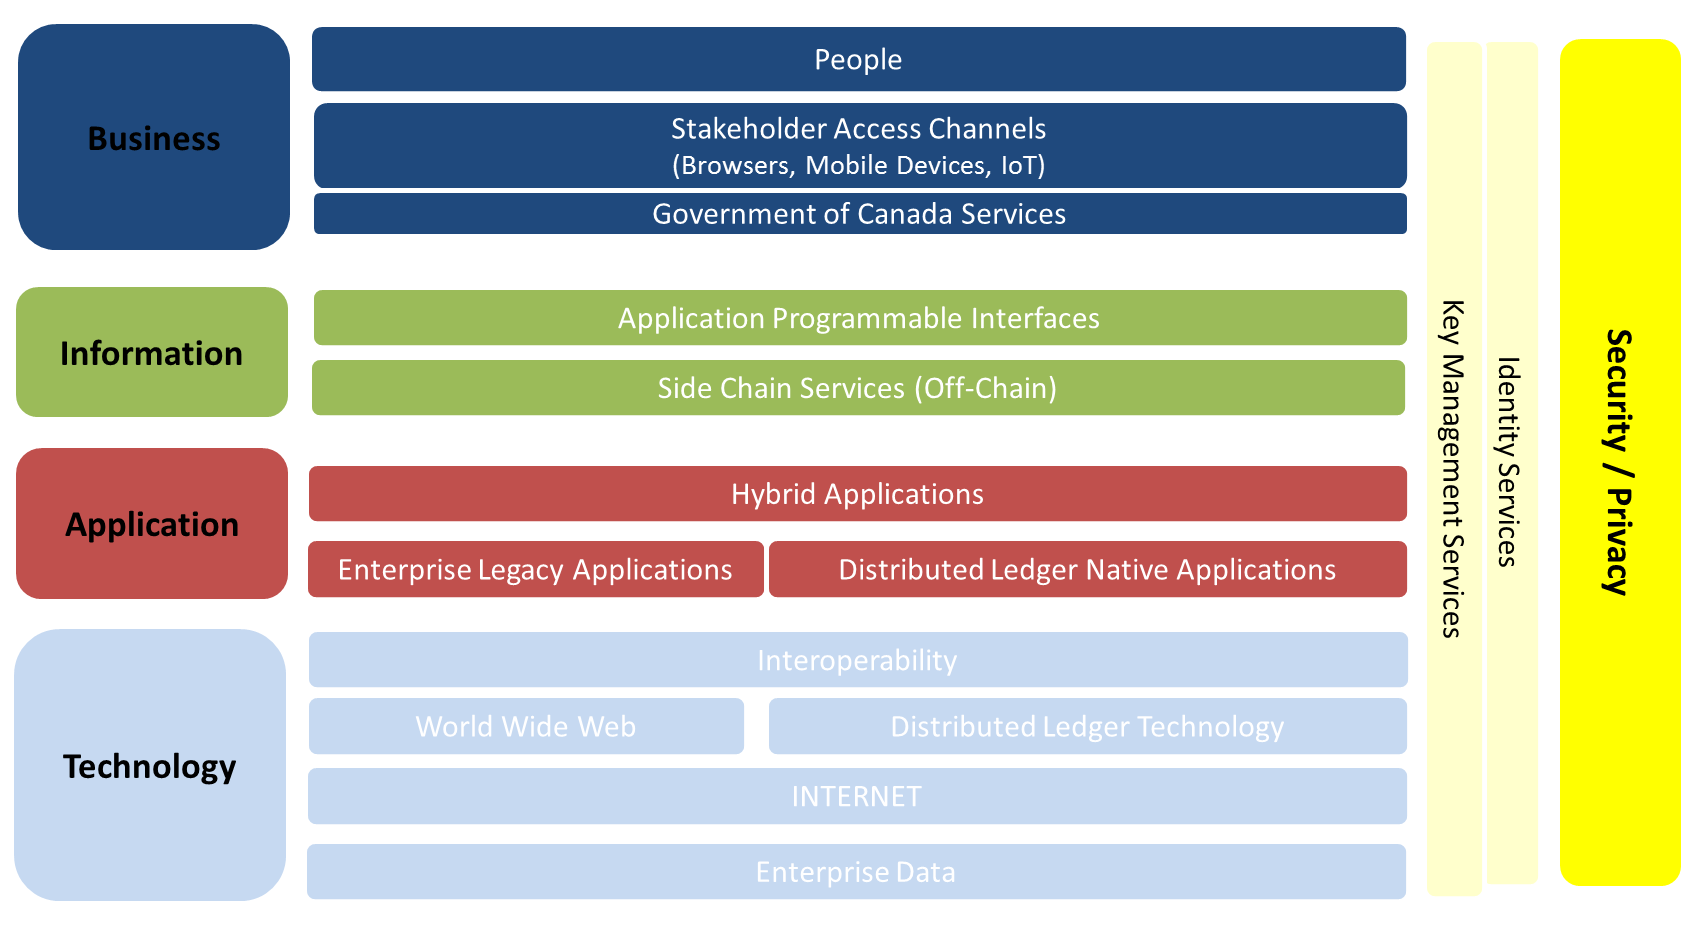 Business
People
Stakeholder Access Channels
(Browsers, Mobile Devices, IoT)
Government of Canada Services
Information
Application Programmable Interfaces
Side Chain Services (Off-Chain)
Application
Hybrid Applications
Enterprise Legacy Applications
Distributed Ledger Native Applications
Technology
Interoperability
World Wide Web
Distributed Ledger Technology
INTERNET
Enterprise Data
Key Management Services
Identity Services
Security / Privacy